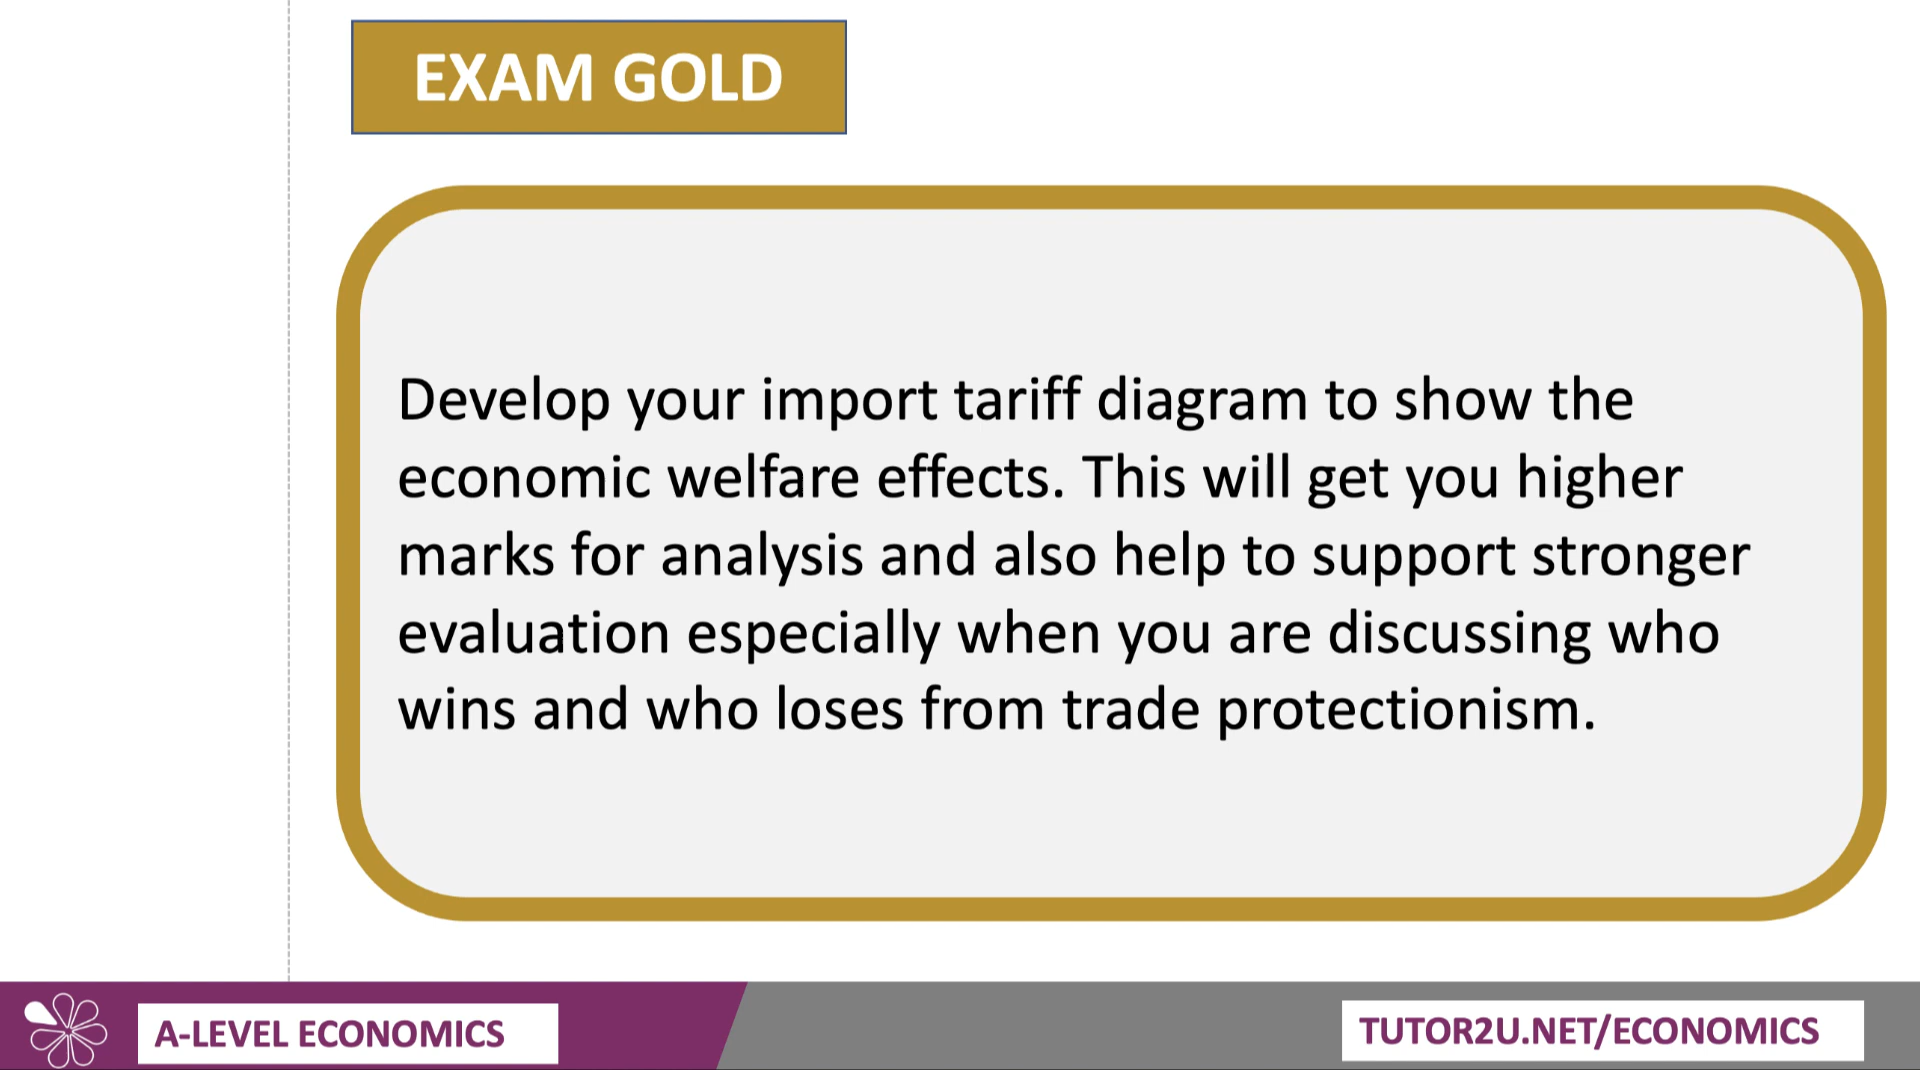 EXAM GOLD
Develop your import tariff diagram to show the
economic welfare effects. This will get you higher
marks for analysis and also help to support stronger
evaluation especially when you are discussing who
wins and who loses from trade protectionism.
A-LEVEL ECONOMICS
TUTOR2U.NET/ECONOMICS